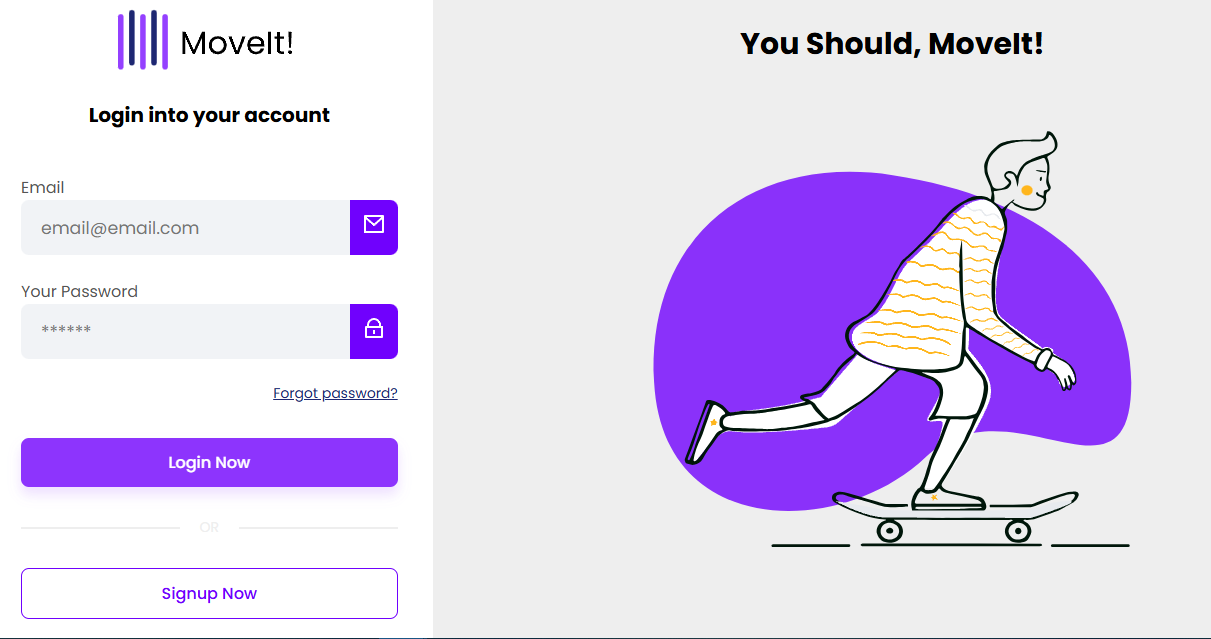 MoveIt!
Login into your account
Email
email@email.com
Your Password
******
Forgot password?
Login Now
OR
Signup Now
You Should, MoveIt!